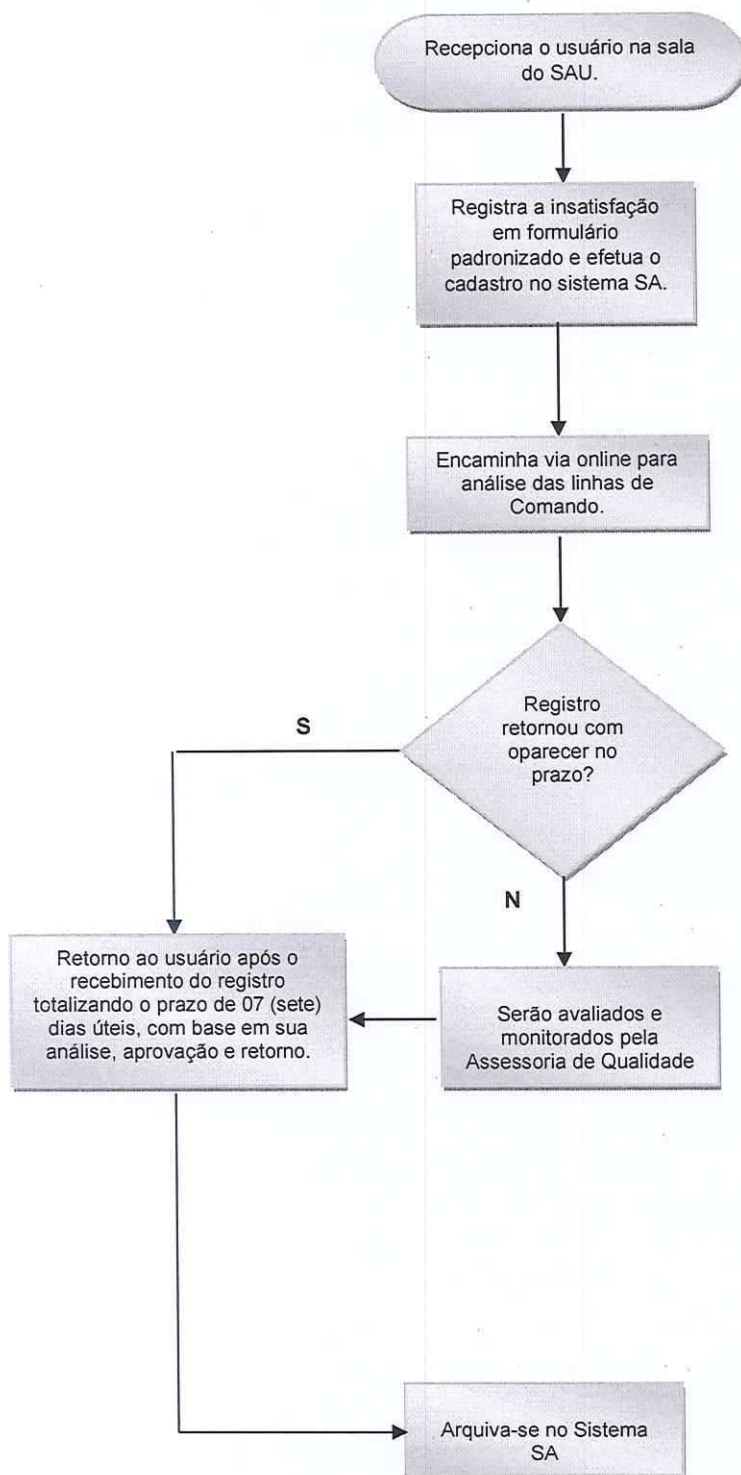 Recepciona o usuário na sala
do SAU.
Registra a insatisfação
em formulário
padronizado e efetua o
cadastro no sistema SA.
Encaminha via online para
análise das linhas de
Comando.
Registro
retornou com
oparecer no
prazo?
S
N
Retorno ao usuário após o
recebimento do registro
totalizando o prazo de 07 (sete)
dias úteis, com base em sua
análise, aprovação e retorno.
Serão avaliados e
monitorados pela
Assessoria de Qualidade
Arquiva-se no Sistema
SA